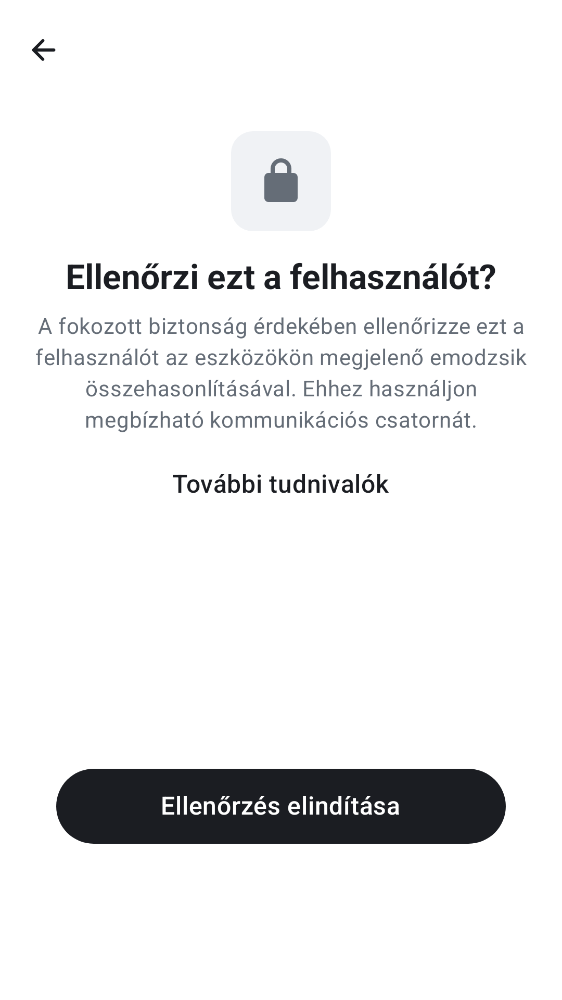 Ellenőrzi ezt a felhasználót?
A fokozott biztonság érdekében ellenőrizze ezt a
felhasználót az eszközökön megjelenő emodzsik
összehasonlításával. Ehhez használjon
megbízható kommunikációs csatornát.
További tudnivalók
Ellenőrzés elindítása